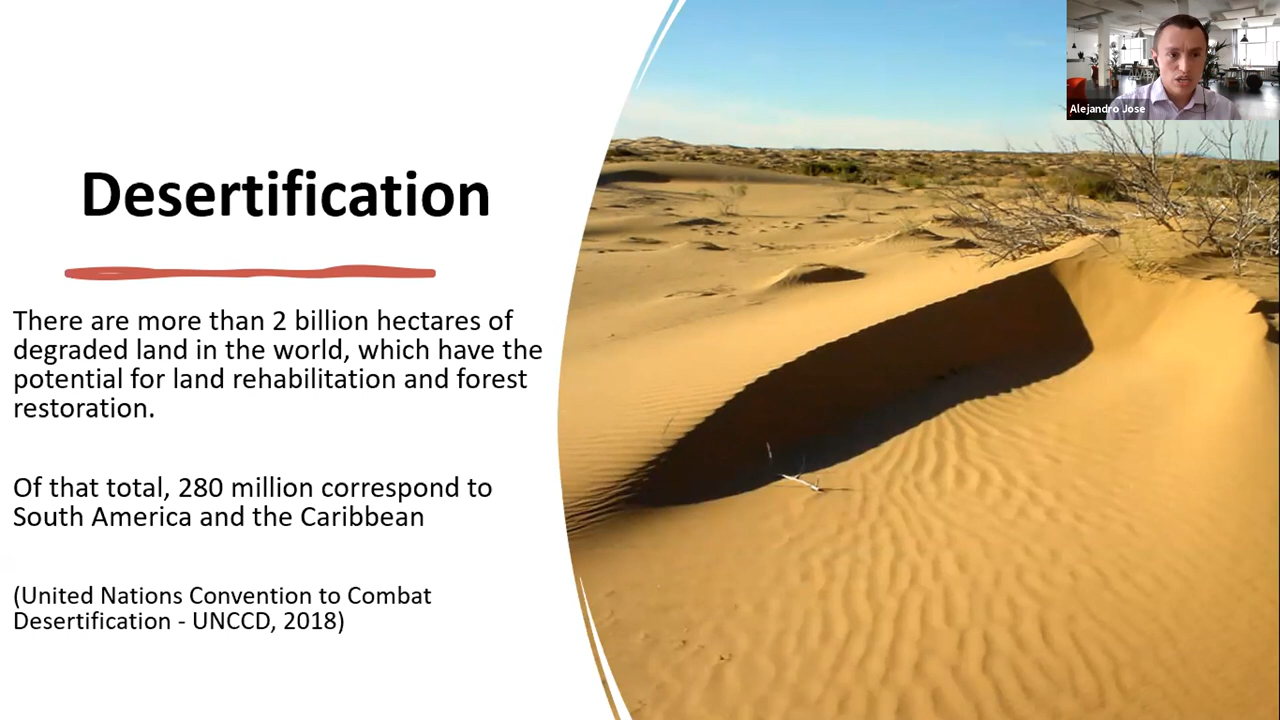 Alejandro Jose
Desertification
There are more than 2 billion hectares of
degraded land in the world, which have the
potential for land rehabilitation and forest
restoration.
Of that total, 280 million correspond to
South America and the Caribbean
(United Nations Convention to Combat
Desertification - UNCCD, 2018)